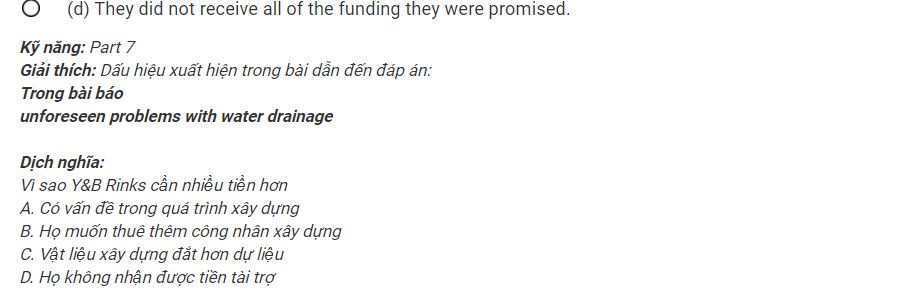 (d) They did not receive all of the funding they were promised.
Kỹ năng: Part 7
Giải thích: Dấu hiệu xuất hiện trong bài dẫn đến đáp án:
Trong bài báo
unforeseen problems with water drainage
Dịch nghĩa:
Vì sao Y&B Rinks cần nhiều tiền hơn
A. Có vấn đề trong quá trình xây dựng
B. Họ muốn thuê thêm công nhân xây dựng
C. Vật liệu xây dựng đắt hơn dự liệu
D. Họ không nhận được tiền tài trợ